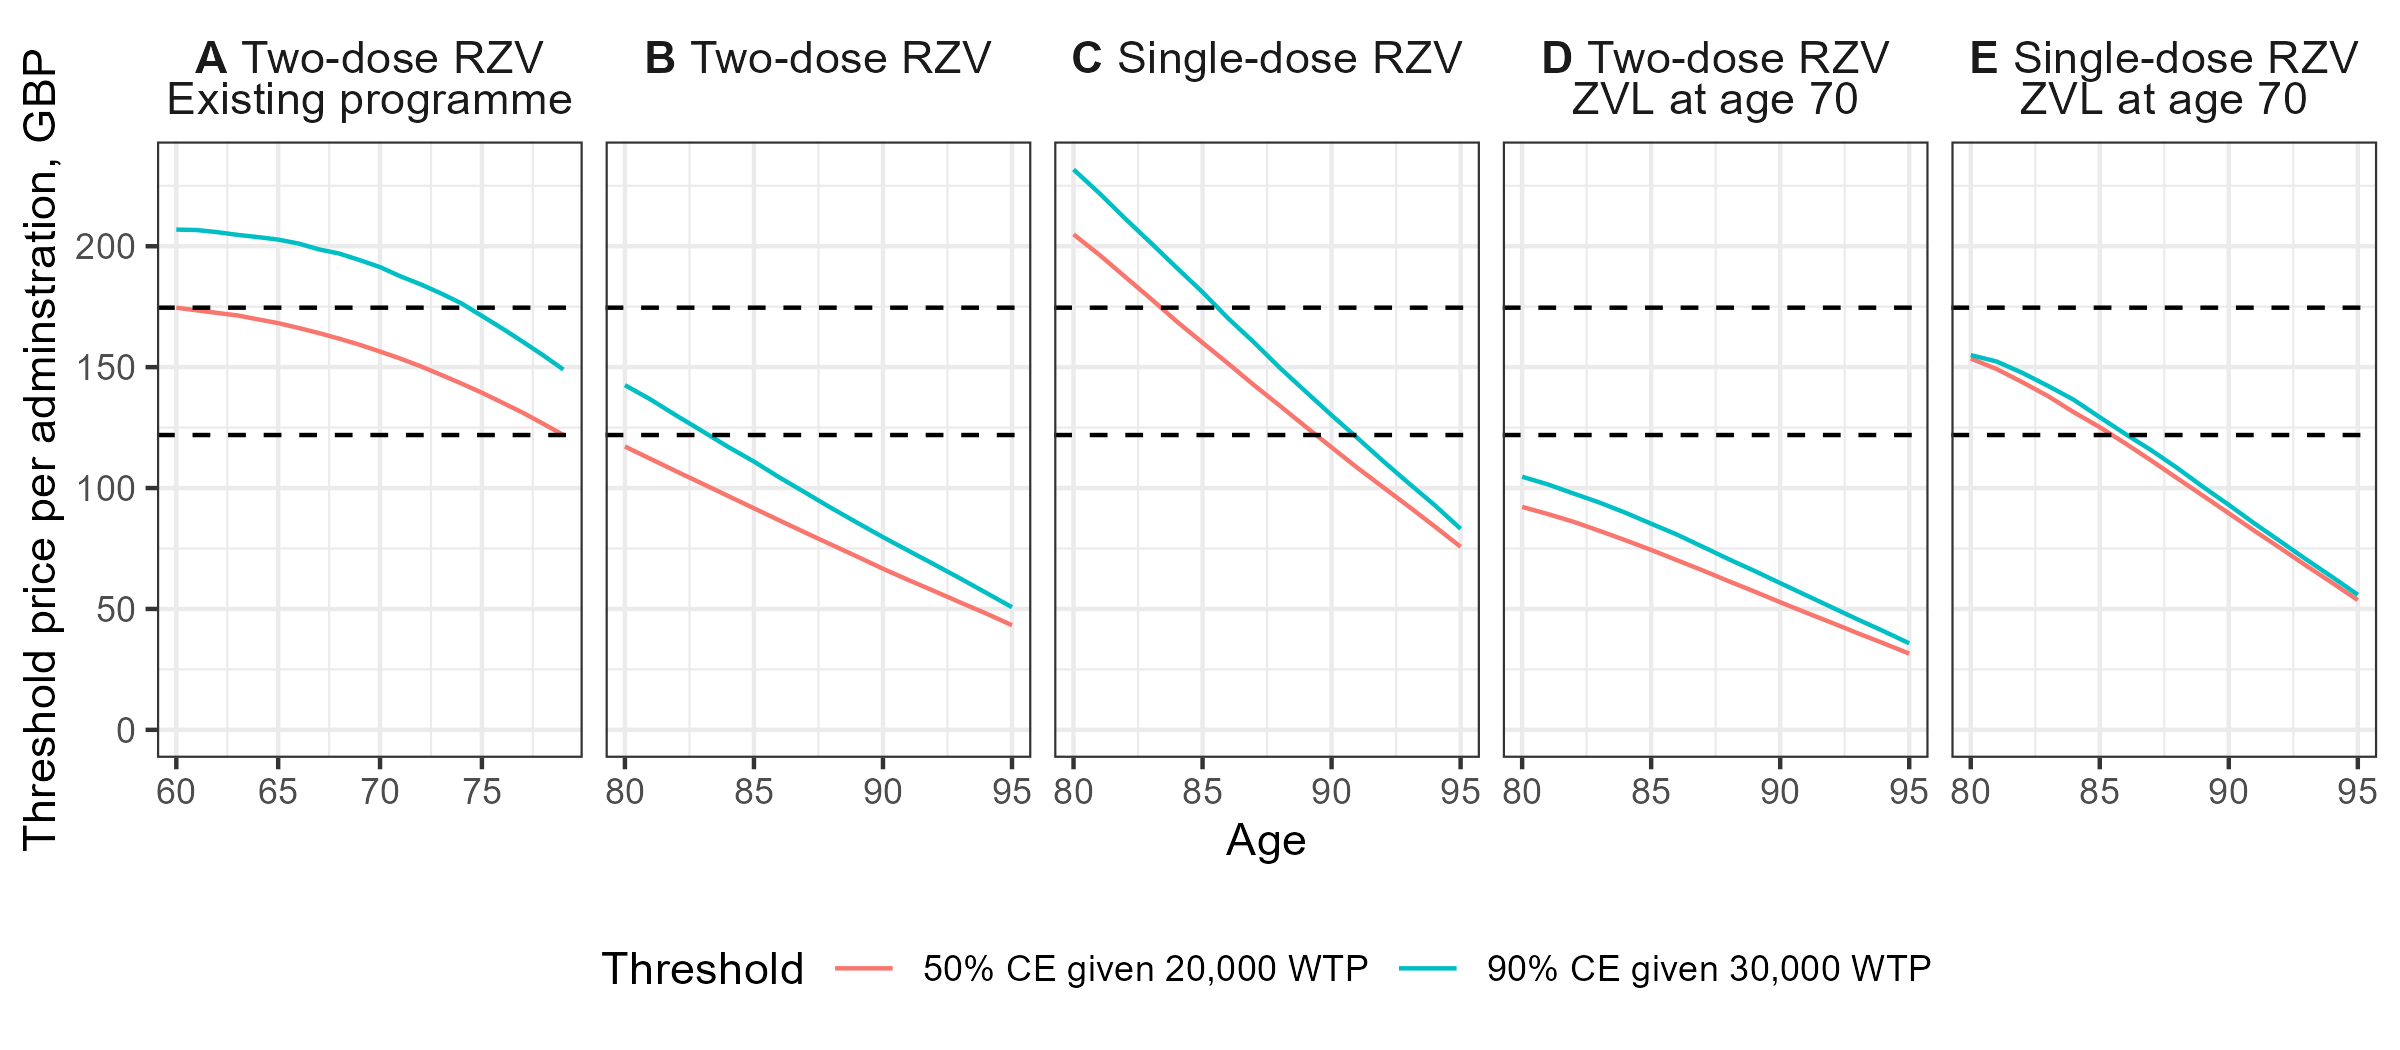 A Two-dose RZV
Existing programme
B Two-dose RZV
C Single-dose RZV
D Two-dose RZV
ZVL at age 70
E Single-dose RZV
ZVL at age 70
Threshold price per adminstration, GBP
200
150
100
50
0
60 65 70 75
80 85 90 95
80 85 90 95
80 85 90 95
80 85 90 95
Age
Threshold
50% CE given 20,000 WTP
90% CE given 30,000 WTP